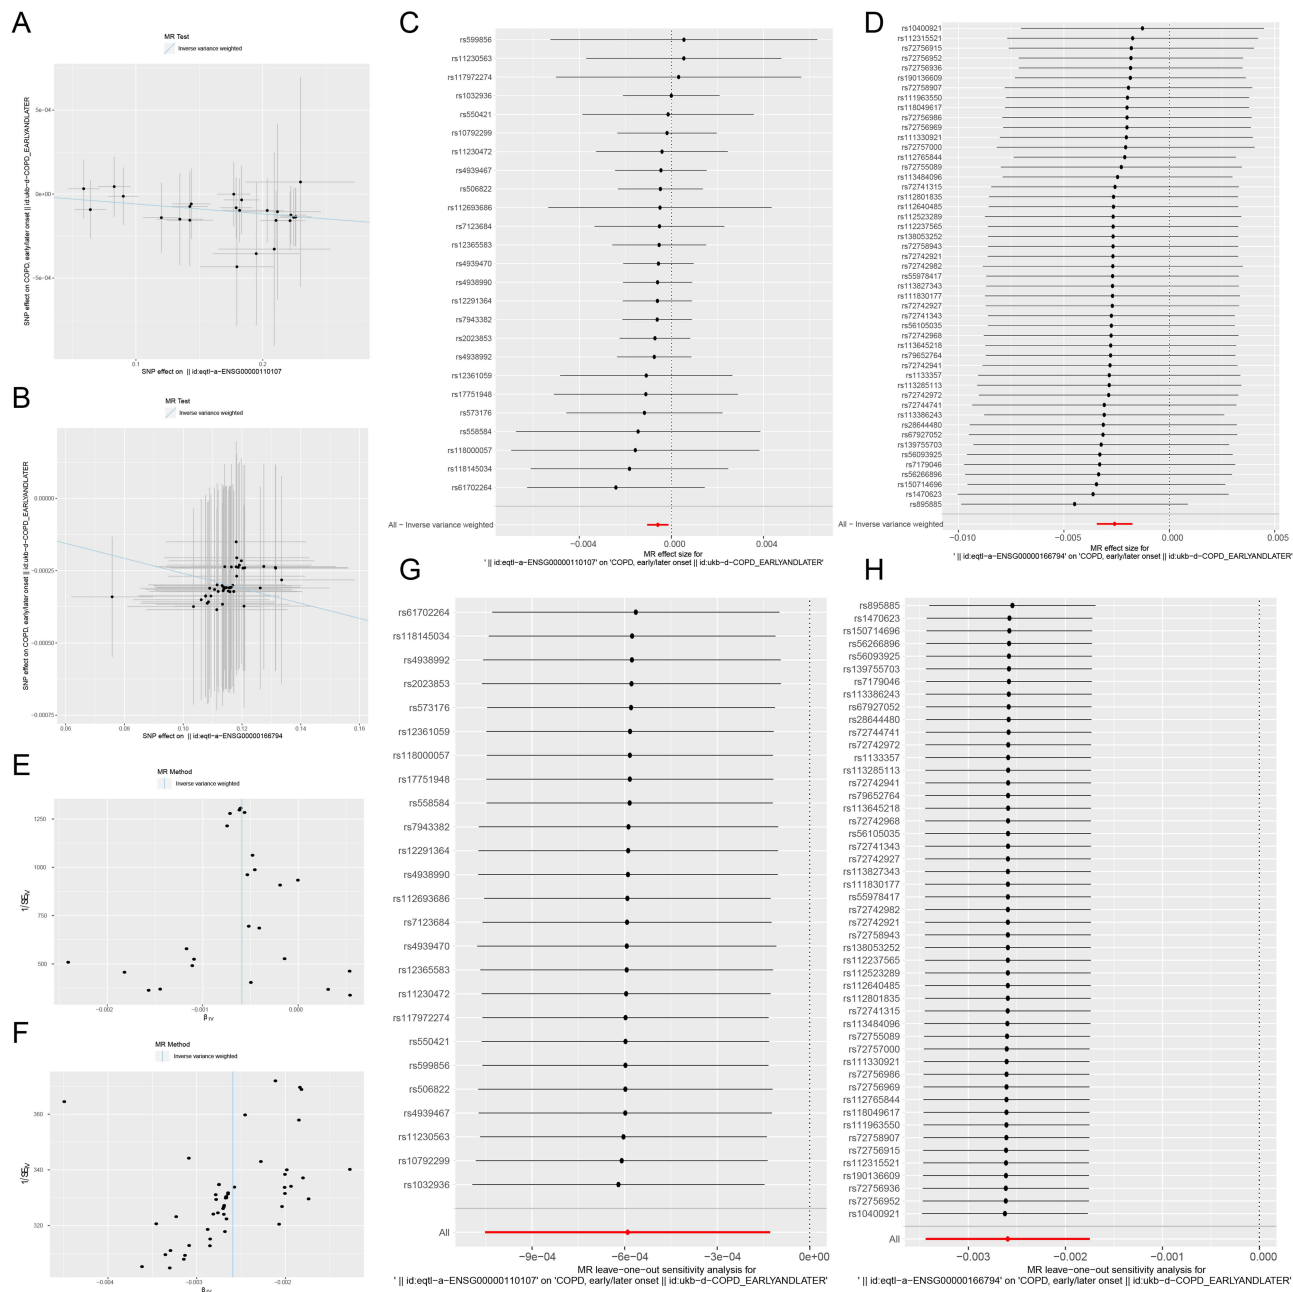 A
MR Test
Inverse variance weighted
SNP effect on COPD, early/later onset || id:ukb-d-COPD_EARLYANDLATER
5e-04
0e+00
-5e-04
0.1
0.2
SNP effect on || id:eqtl-a-ENSG00000110107
B
MR Test
Inverse variance weighted
SNP effect on COPD, early/later onset || id:ukb-d-COPD_EARLYANDLATER
0.00000
-0.00025
-0.00050
-0.00075
0.06
0.08
0.10
0.12
0.14
0.16
SNP effect on || id:eqtl-a-ENSG00000166794
C
rs599856
rs11230563
rs117972274
rs1032936
rs550421
rs10792299
rs11230472
rs4939467
rs506822
rs112693686
rs7123684
rs12365583
rs4939470
rs4938990
rs12291364
rs7943382
rs2023853
rs4938992
rs12361059
rs17751948
rs573176
rs558584
rs118000057
rs118145034
rs61702264
All - Inverse variance weighted
-0.004
0.000
0.004
MR effect size for
' || id:eqtl-a-ENSG00000110107' on 'COPD, early/later onset || id:ukb-d-COPD_EARLYANDLATER'
D
rs10400921
rs112315521
rs72756915
rs72756952
rs72756936
rs190136609
rs72758907
rs111963550
rs118049617
rs72756986
rs72756969
rs111330921
rs72757000
rs112765844
rs72755089
rs113484096
rs72741315
rs112801835
rs112640485
rs112523289
rs112237565
rs138053252
rs72758943
rs72742921
rs72742982
rs55978417
rs113827343
rs111830177
rs72742927
rs72741343
rs56105035
rs72742968
rs113645218
rs79652764
rs72742941
rs1133357
rs113285113
rs72742972
rs72744741
rs113386243
rs28644480
rs67927052
rs139755703
rs56093925
rs7179046
rs56266896
rs150714696
rs1470623
rs895885
All - Inverse variance weighted
-0.010
-0.005
0.000
0.005
MR effect size for
' || id:eqtl-a-ENSG00000166794' on 'COPD, early/later onset || id:ukb-d-COPD_EARLYANDLATER'
E
MR Method
Inverse variance weighted
1/SE IV
1250
1000
750
500
-0.002
-0.001
0.000
β IV
F
MR Method
Inverse variance weighted
1/SE IV
360
340
320
-0.004
-0.003
-0.002
β IV
G
rs61702264
rs118145034
rs4938992
rs2023853
rs573176
rs12361059
rs118000057
rs17751948
rs558584
rs7943382
rs12291364
rs4938990
rs112693686
rs7123684
rs4939470
rs12365583
rs11230472
rs117972274
rs550421
rs599856
rs506822
rs4939467
rs11230563
rs10792299
rs1032936
All
-9e-04
-6e-04
-3e-04
0e+00
MR leave-one-out sensitivity analysis for
' || id:eqtl-a-ENSG00000110107' on 'COPD, early/later onset || id:ukb-d-COPD_EARLYANDLATER'
H
rs895885
rs1470623
rs150714696
rs56266896
rs56093925
rs139755703
rs7179046
rs113386243
rs67927052
rs28644480
rs72744741
rs72742972
rs1133357
rs113285113
rs72742941
rs79652764
rs113645218
rs72742968
rs56105035
rs72741343
rs72742927
rs113827343
rs111830177
rs55978417
rs72742982
rs72742921
rs72758943
rs138053252
rs112237565
rs112523289
rs112640485
rs112801835
rs72741315
rs113484096
rs72755089
rs72757000
rs111330921
rs72756986
rs72756969
rs112765844
rs118049617
rs111963550
rs72758907
rs72756915
rs112315521
rs190136609
rs72756936
rs72756952
rs10400921
All
-0.003
-0.002
-0.001
0.000
MR leave-one-out sensitivity analysis for
' || id:eqtl-a-ENSG00000166794' on 'COPD, early/later onset || id:ukb-d-COPD_EARLYANDLATER'